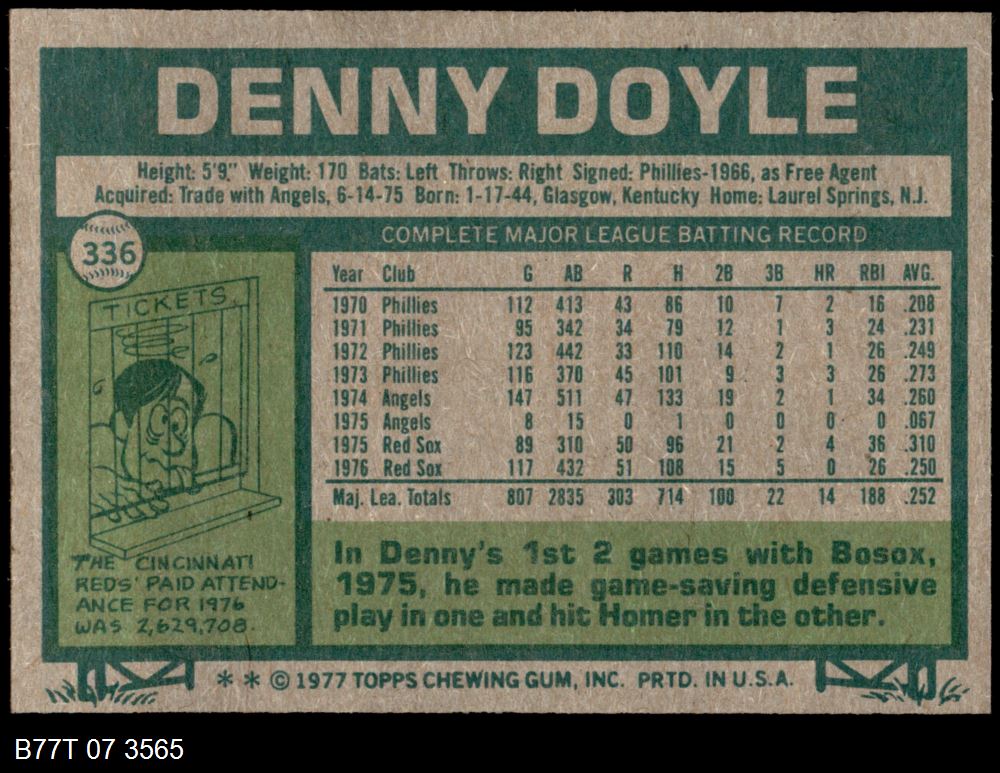 DENNY DOYLE
Height: 5'9." Weight: 170 Bats: Left Throws: Right Signed: Phillies-1966, as Free Agent
Acquired: Trade with Angels, 6-14-75 Born: 1-17-44, Glasgow, Kentucky Home: Laurel Springs, N.J.
336
TICKETS
THE CINCINNATI
REDS' PAID ATTEND-
ANCE FOR 1976
WAS 2,629,708.
COMPLETE MAJOR LEAGUE BATTING RECORD
Year Club G AB R H 2B 3B HR RBI AVG.
1970 Phillies 112 413 43 86 10 7 2 16 .208
1971 Phillies 95 342 34 79 12 1 3 24 .231
1972 Phillies 123 442 33 110 14 2 1 26 .249
1973 Phillies 116 370 45 101 9 3 3 26 .273
1974 Angels 147 511 47 133 19 2 1 34 .260
1975 Angels 8 15 0 1 0 0 0 0 .067
1975 Red Sox 89 310 50 96 21 2 4 36 .310
1976 Red Sox 117 432 51 108 15 5 0 26 .250
Maj. Lea. Totals 807 2835 303 714 100 22 14 188 .252
In Denny's 1st 2 games with Bosox,
1975, he made game-saving defensive
play in one and hit Homer in the other.
** © 1977 TOPPS CHEWING GUM, INC. PRTD. IN U.S.A.
B77T 07 3565